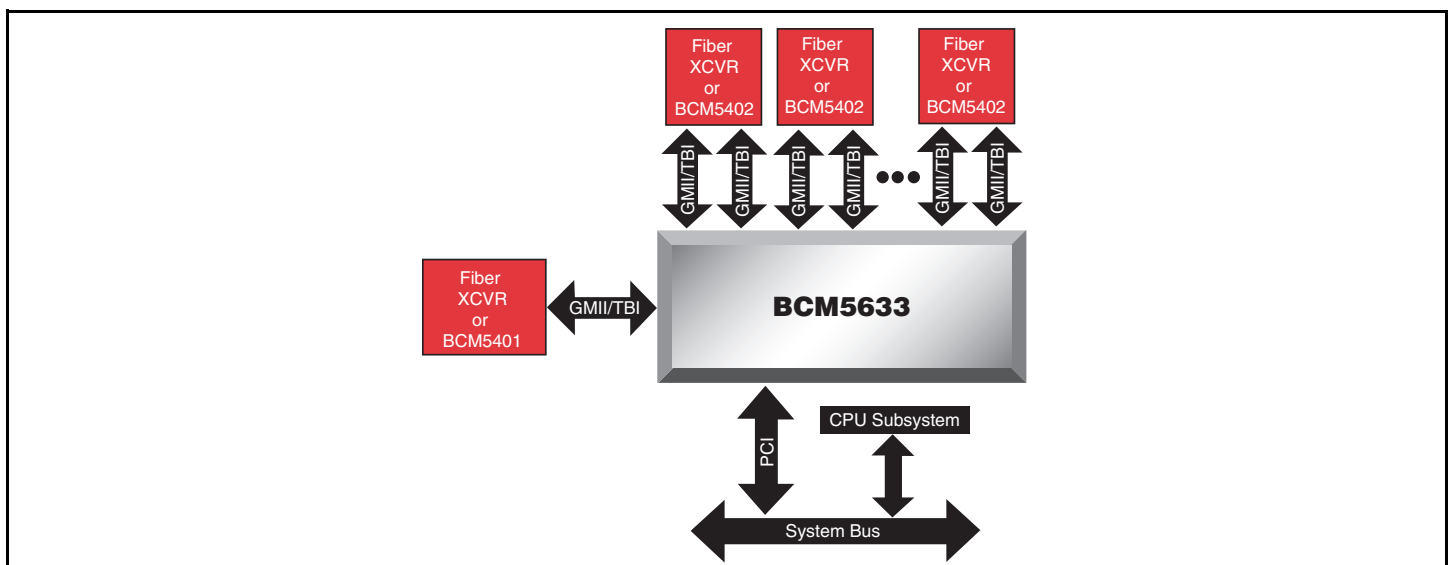 Fiber
XCVR
or
BCM5402
Fiber
XCVR
or
BCM5402
Fiber
XCVR
or
BCM5402
GMII/TBI
GMII/TBI
GMII/TBI
GMII/TBI
GMII/TBI
GMII/TBI
Fiber
XCVR
or
BCM5401
GMII/TBI
BCM5633
PCI
CPU Subsystem
System Bus